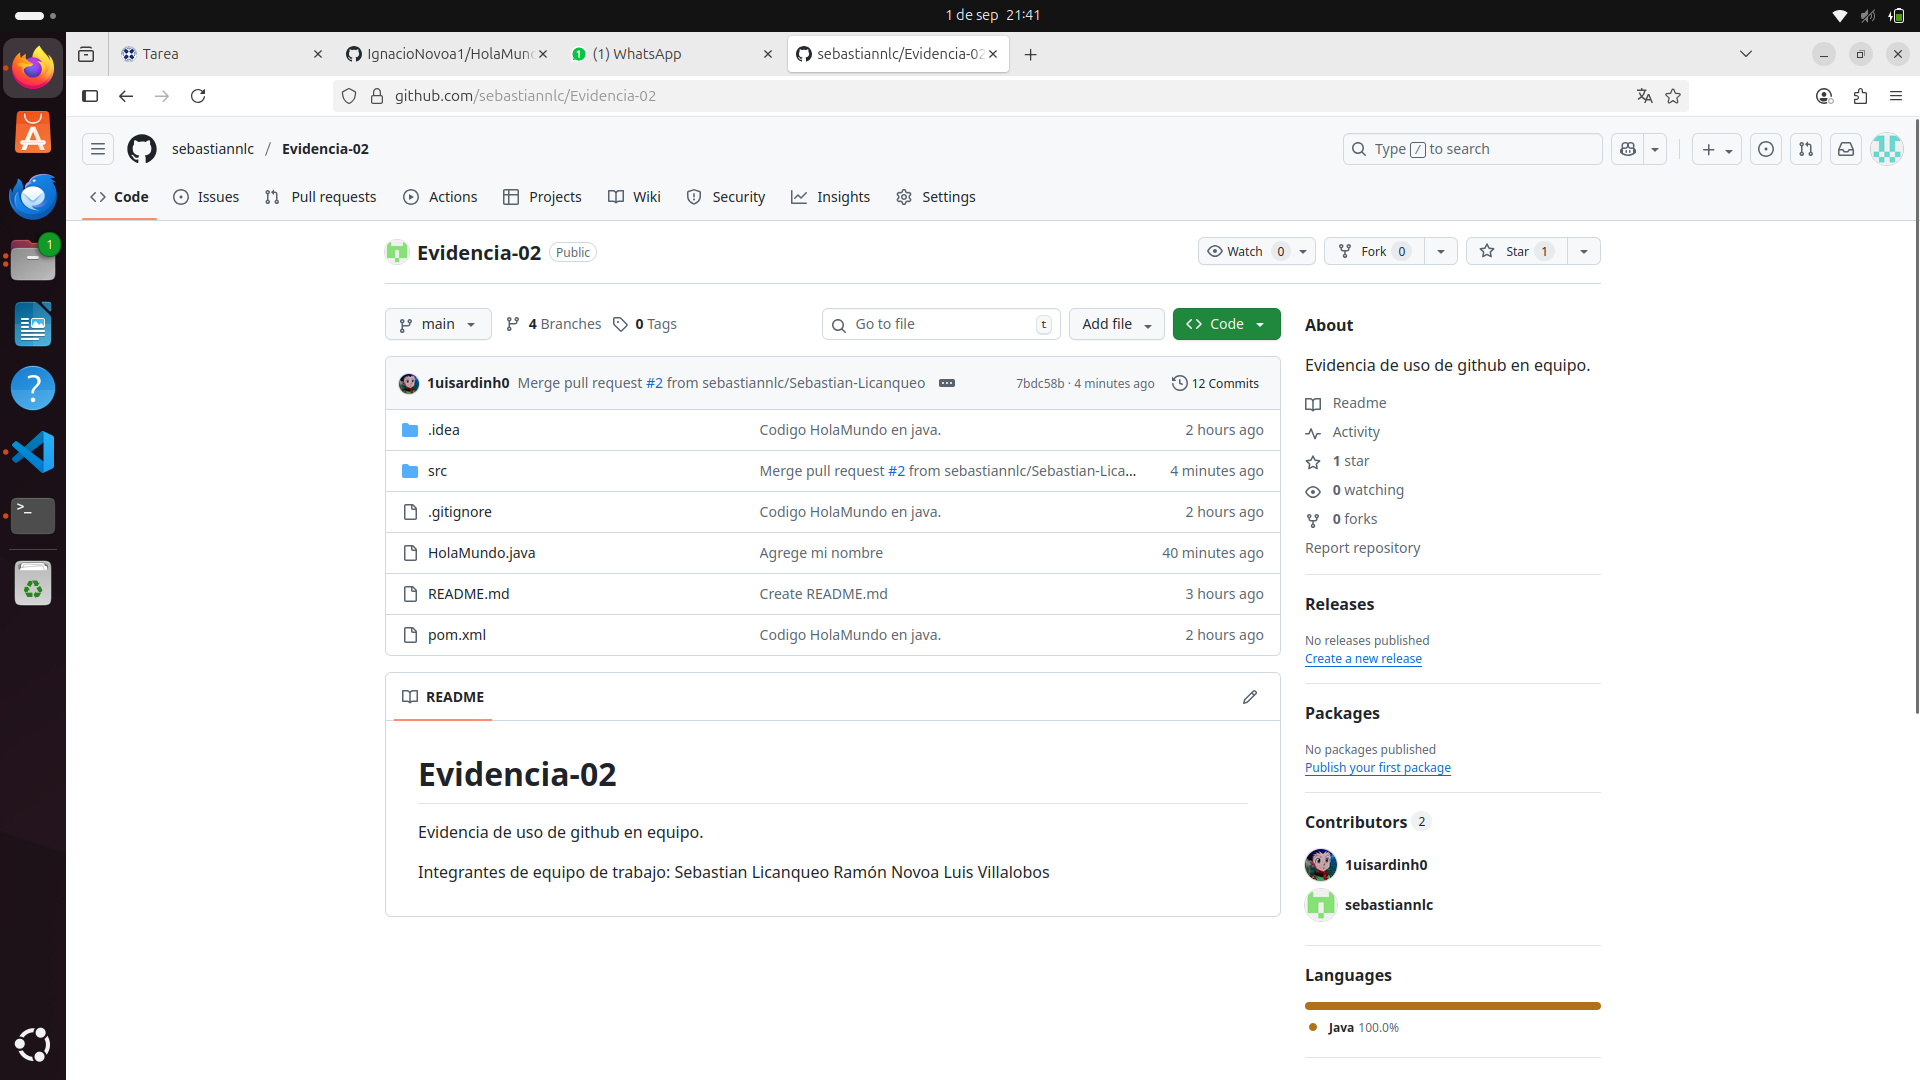 1 de sep 21:41
Tarea
IgnacioNovoa1/HolaMund
(1) WhatsApp
sebastiannlc/Evidencia-02
github.com/sebastiannlc/Evidencia-02
sebastiannlc / Evidencia-02
Type / to search
Code
Issues
Pull requests
Actions
Projects
Wiki
Security
Insights
Settings
Evidencia-02 Public
Watch 0
Fork 0
Star 1
main
4 Branches
0 Tags
Go to file t
Add file
Code
1uisardinh0 Merge pull request #2 from sebastiannlc/Sebastian-Licanqueo 7bdc58b · 4 minutes ago 12 Commits
.idea Codigo HolaMundo en java. 2 hours ago
src Merge pull request #2 from sebastiannlc/Sebastian-Lica... 4 minutes ago
.gitignore Codigo HolaMundo en java. 2 hours ago
HolaMundo.java Agrege mi nombre 40 minutes ago
README.md Create README.md 3 hours ago
pom.xml Codigo HolaMundo en java. 2 hours ago
README
Evidencia-02
Evidencia de uso de github en equipo.
Integrantes de equipo de trabajo: Sebastian Licanqueo Ramón Novoa Luis Villalobos
About
Evidencia de uso de github en equipo.
Readme
Activity
1 star
0 watching
0 forks
Report repository
Releases
No releases published
Create a new release
Packages
No packages published
Publish your first package
Contributors 2
1uisardinh0
sebastiannlc
Languages
Java 100.0%
1